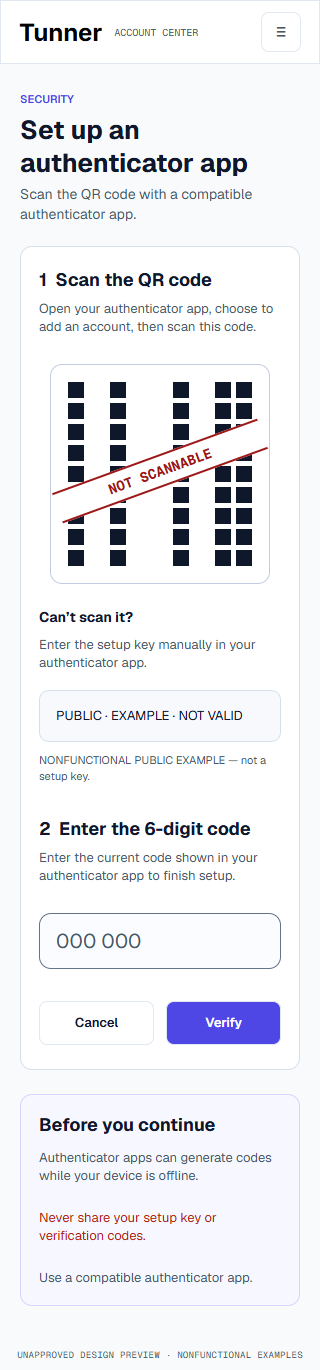 Tunner ACCOUNT CENTER
SECURITY
Set up an
authenticator app
Scan the QR code with a compatible
authenticator app.
1 Scan the QR code
Open your authenticator app, choose to
add an account, then scan this code.
NOT SCANNABLE
Can’t scan it?
Enter the setup key manually in your
authenticator app.
PUBLIC · EXAMPLE · NOT VALID
NONFUNCTIONAL PUBLIC EXAMPLE — not a
setup key.
2 Enter the 6-digit code
Enter the current code shown in your
authenticator app to finish setup.
000 000
Cancel Verify
Before you continue
Authenticator apps can generate codes
while your device is offline.
Never share your setup key or
verification codes.
Use a compatible authenticator app.
UNAPPROVED DESIGN PREVIEW · NONFUNCTIONAL EXAMPLES